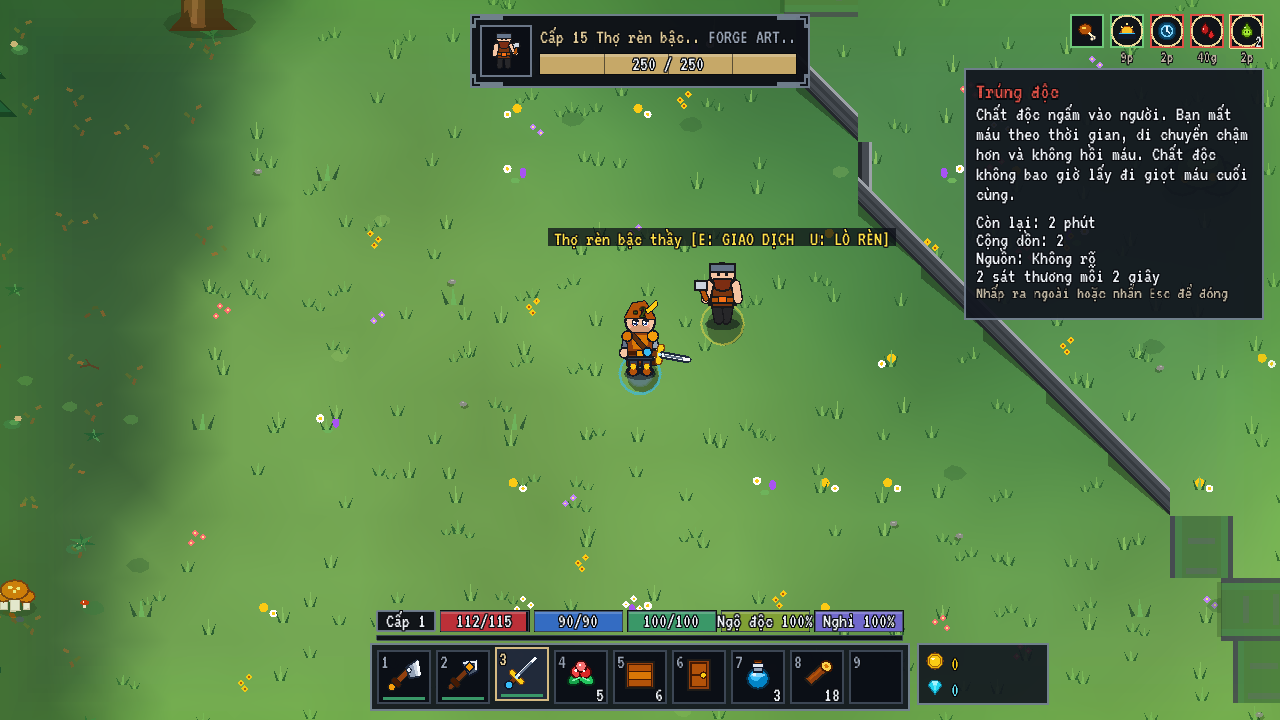 Cấp 15 Thợ rèn bậc.. FORGE ART..
250 / 250
9p
2p
40g
2
2p
Trúng độc
Chất độc ngấm vào người. Bạn mất
máu theo thời gian, di chuyển chậm
hơn và không hồi máu. Chất độc
không bao giờ lấy đi giọt máu cuối
cùng.
Còn lại: 2 phút
Cộng dồn: 2
Nguồn: Không rõ
2 sát thương mỗi 2 giây
Nhấp ra ngoài hoặc nhấn Esc để đóng
Thợ rèn bậc thầy [E: GIAO DỊCH U: LÒ RÈN]
Cấp 1
112/115
90/90
100/100
Ngộ độc 100%
Nghỉ 100%
1
2
3
4
5
5
6
6
7
3
8
18
9
0
0